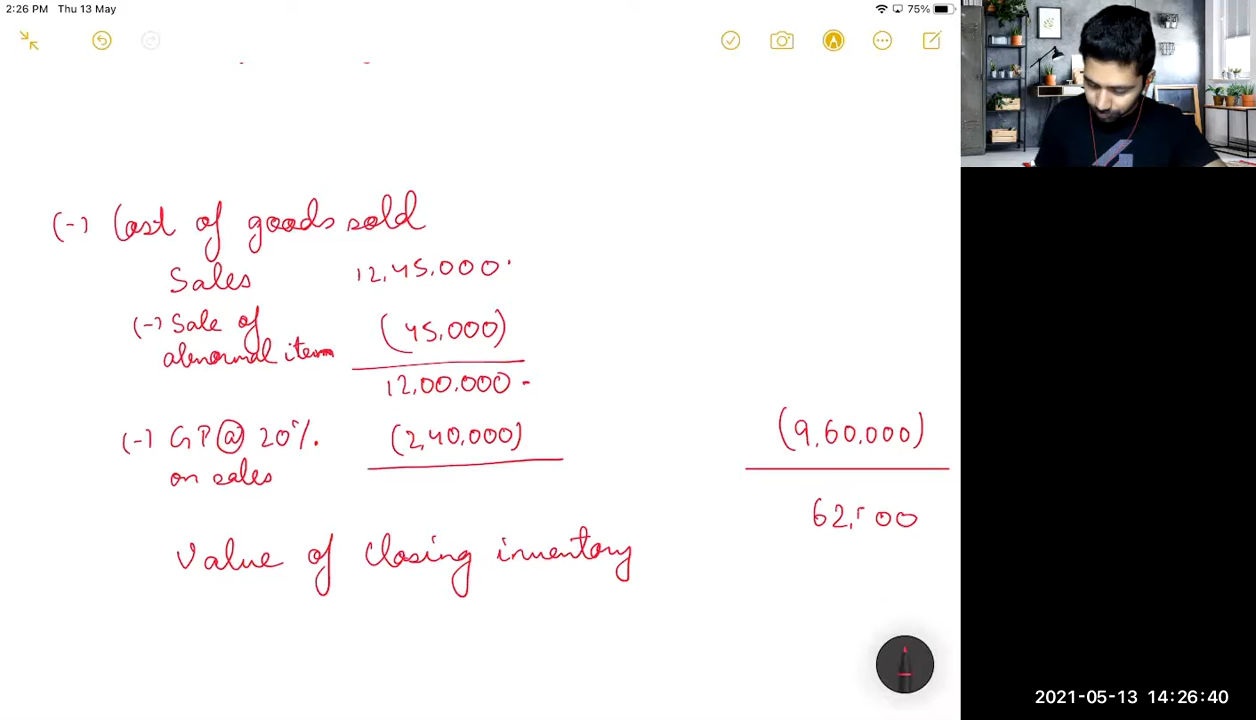 2:26 PM Thu 13 May
75%
(-) Cost of goods sold
Sales 12,45,000
(-) Sale of
abnormal item (45,000)
12,00,000
(-) GP @ 20%
on sales (2,40,000) (9,60,000)
Value of closing inventory
2021-05-13 14:26:40